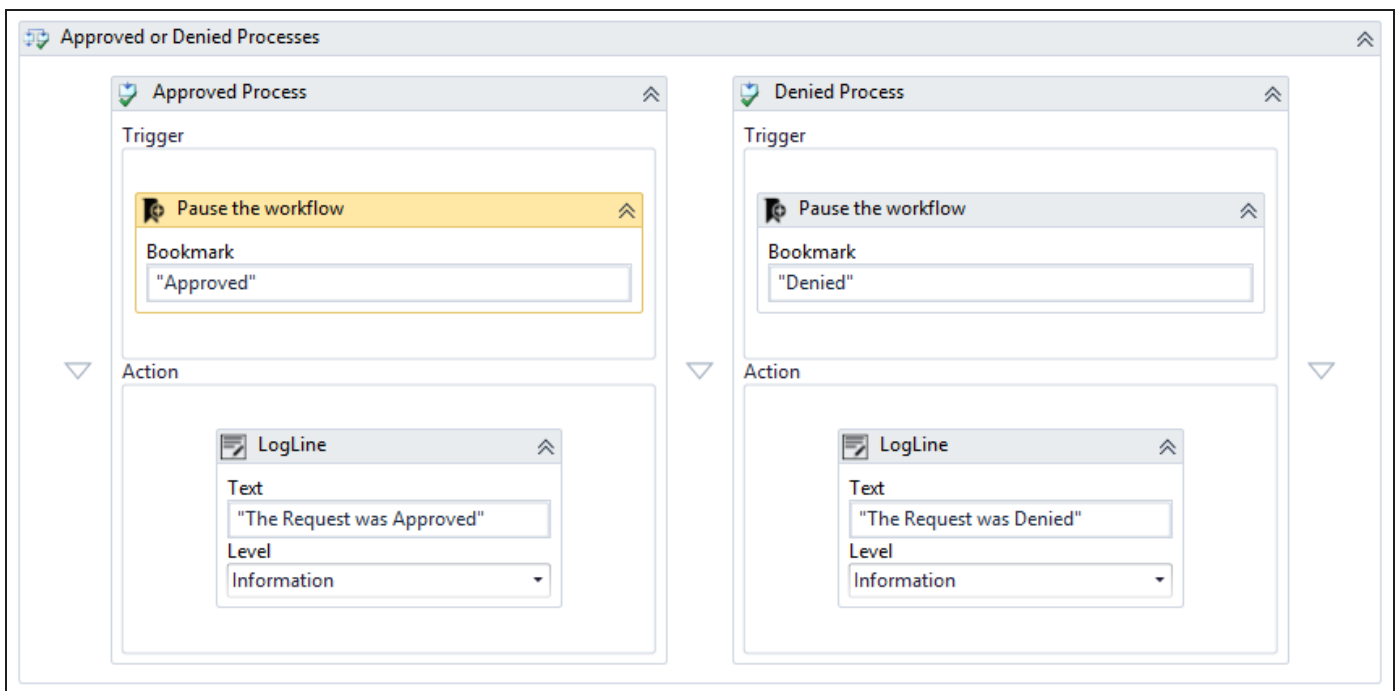 Approved or Denied Processes
Approved Process
Trigger
Pause the workflow
Bookmark
"Approved"
Action
LogLine
Text
"The Request was Approved"
Level
Information
Denied Process
Trigger
Pause the workflow
Bookmark
"Denied"
Action
LogLine
Text
"The Request was Denied"
Level
Information